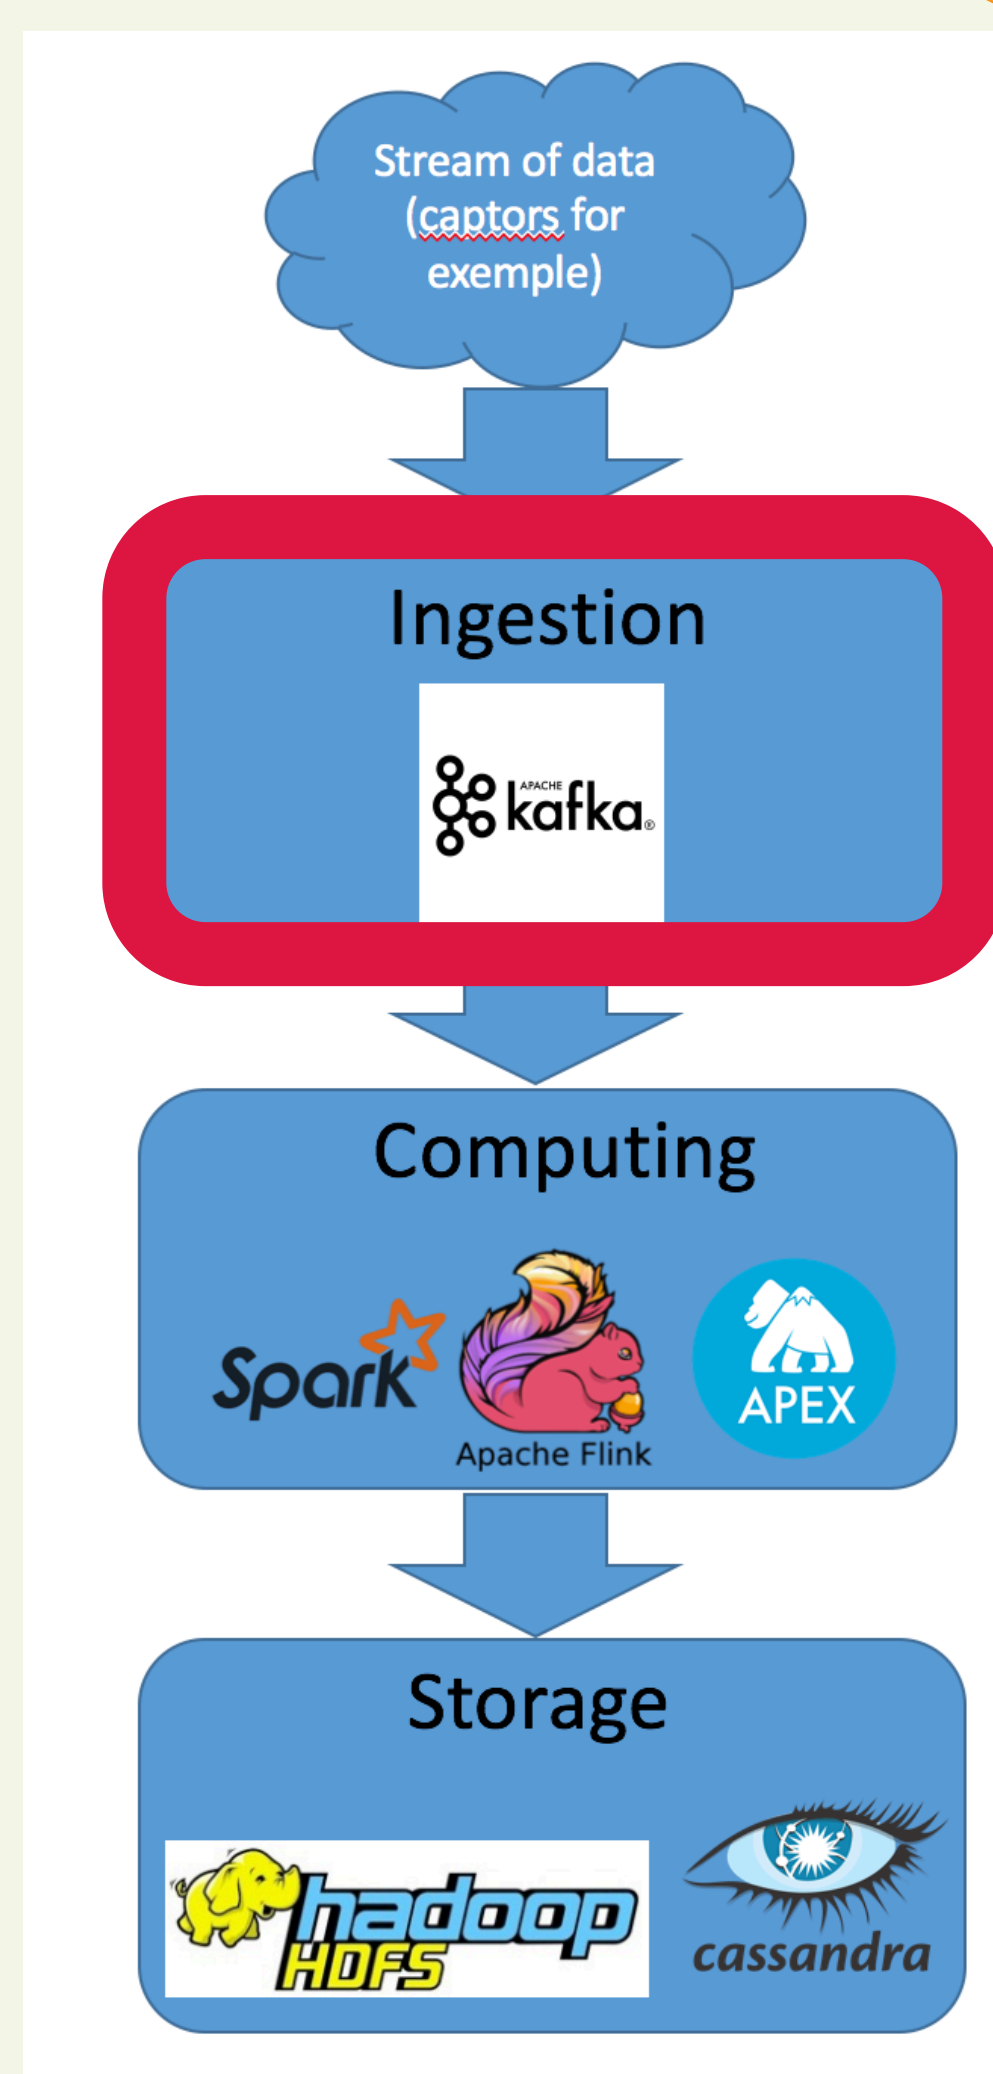 Stream of data
(captors for
exemple)
Ingestion
APACHE
kafka®
Computing
Spark
Apache Flink
APEX
Storage
hadoop
HDFS
cassandra